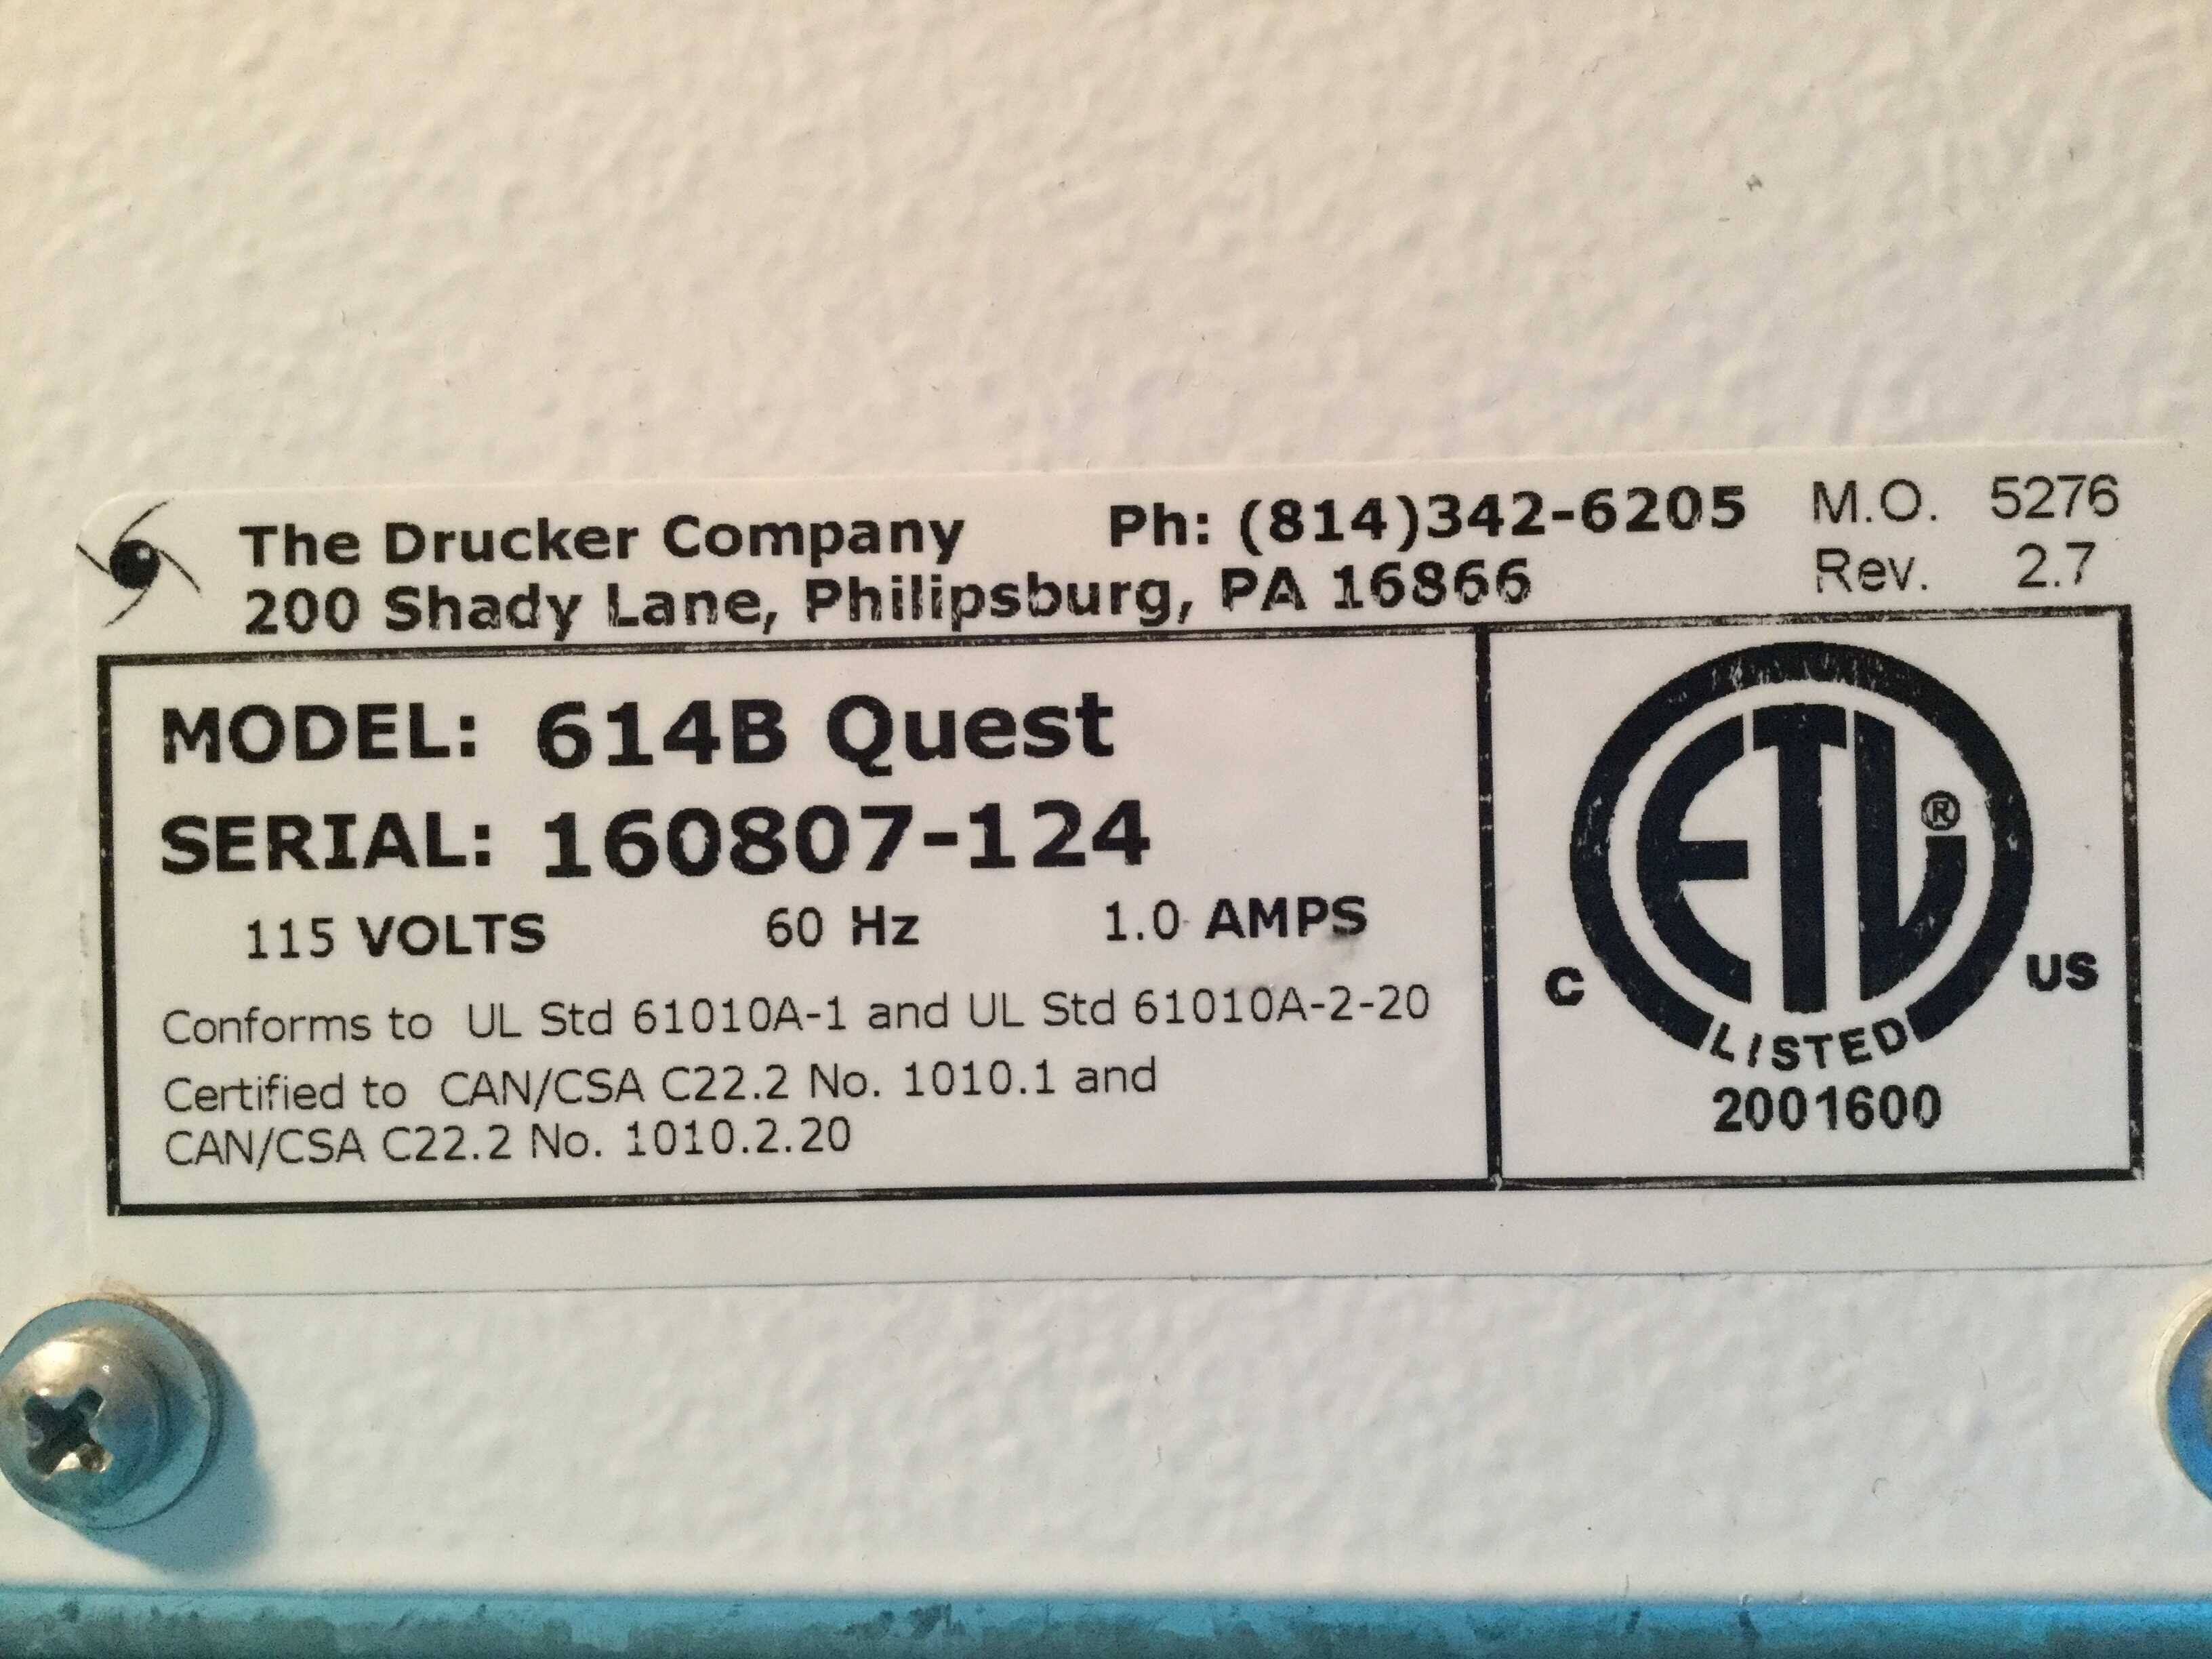 The Drucker Company Ph: (814)342-6205 M.O. 5276
200 Shady Lane, Philipsburg, PA 16866 Rev. 2.7
MODEL: 614B Quest
SERIAL: 160807-124
115 VOLTS 60 Hz 1.0 AMPS
Conforms to UL Std 61010A-1 and UL Std 61010A-2-20
Certified to CAN/CSA C22.2 No. 1010.1 and
CAN/CSA C22.2 No. 1010.2.20
ETL®
C US
LISTED
2001600